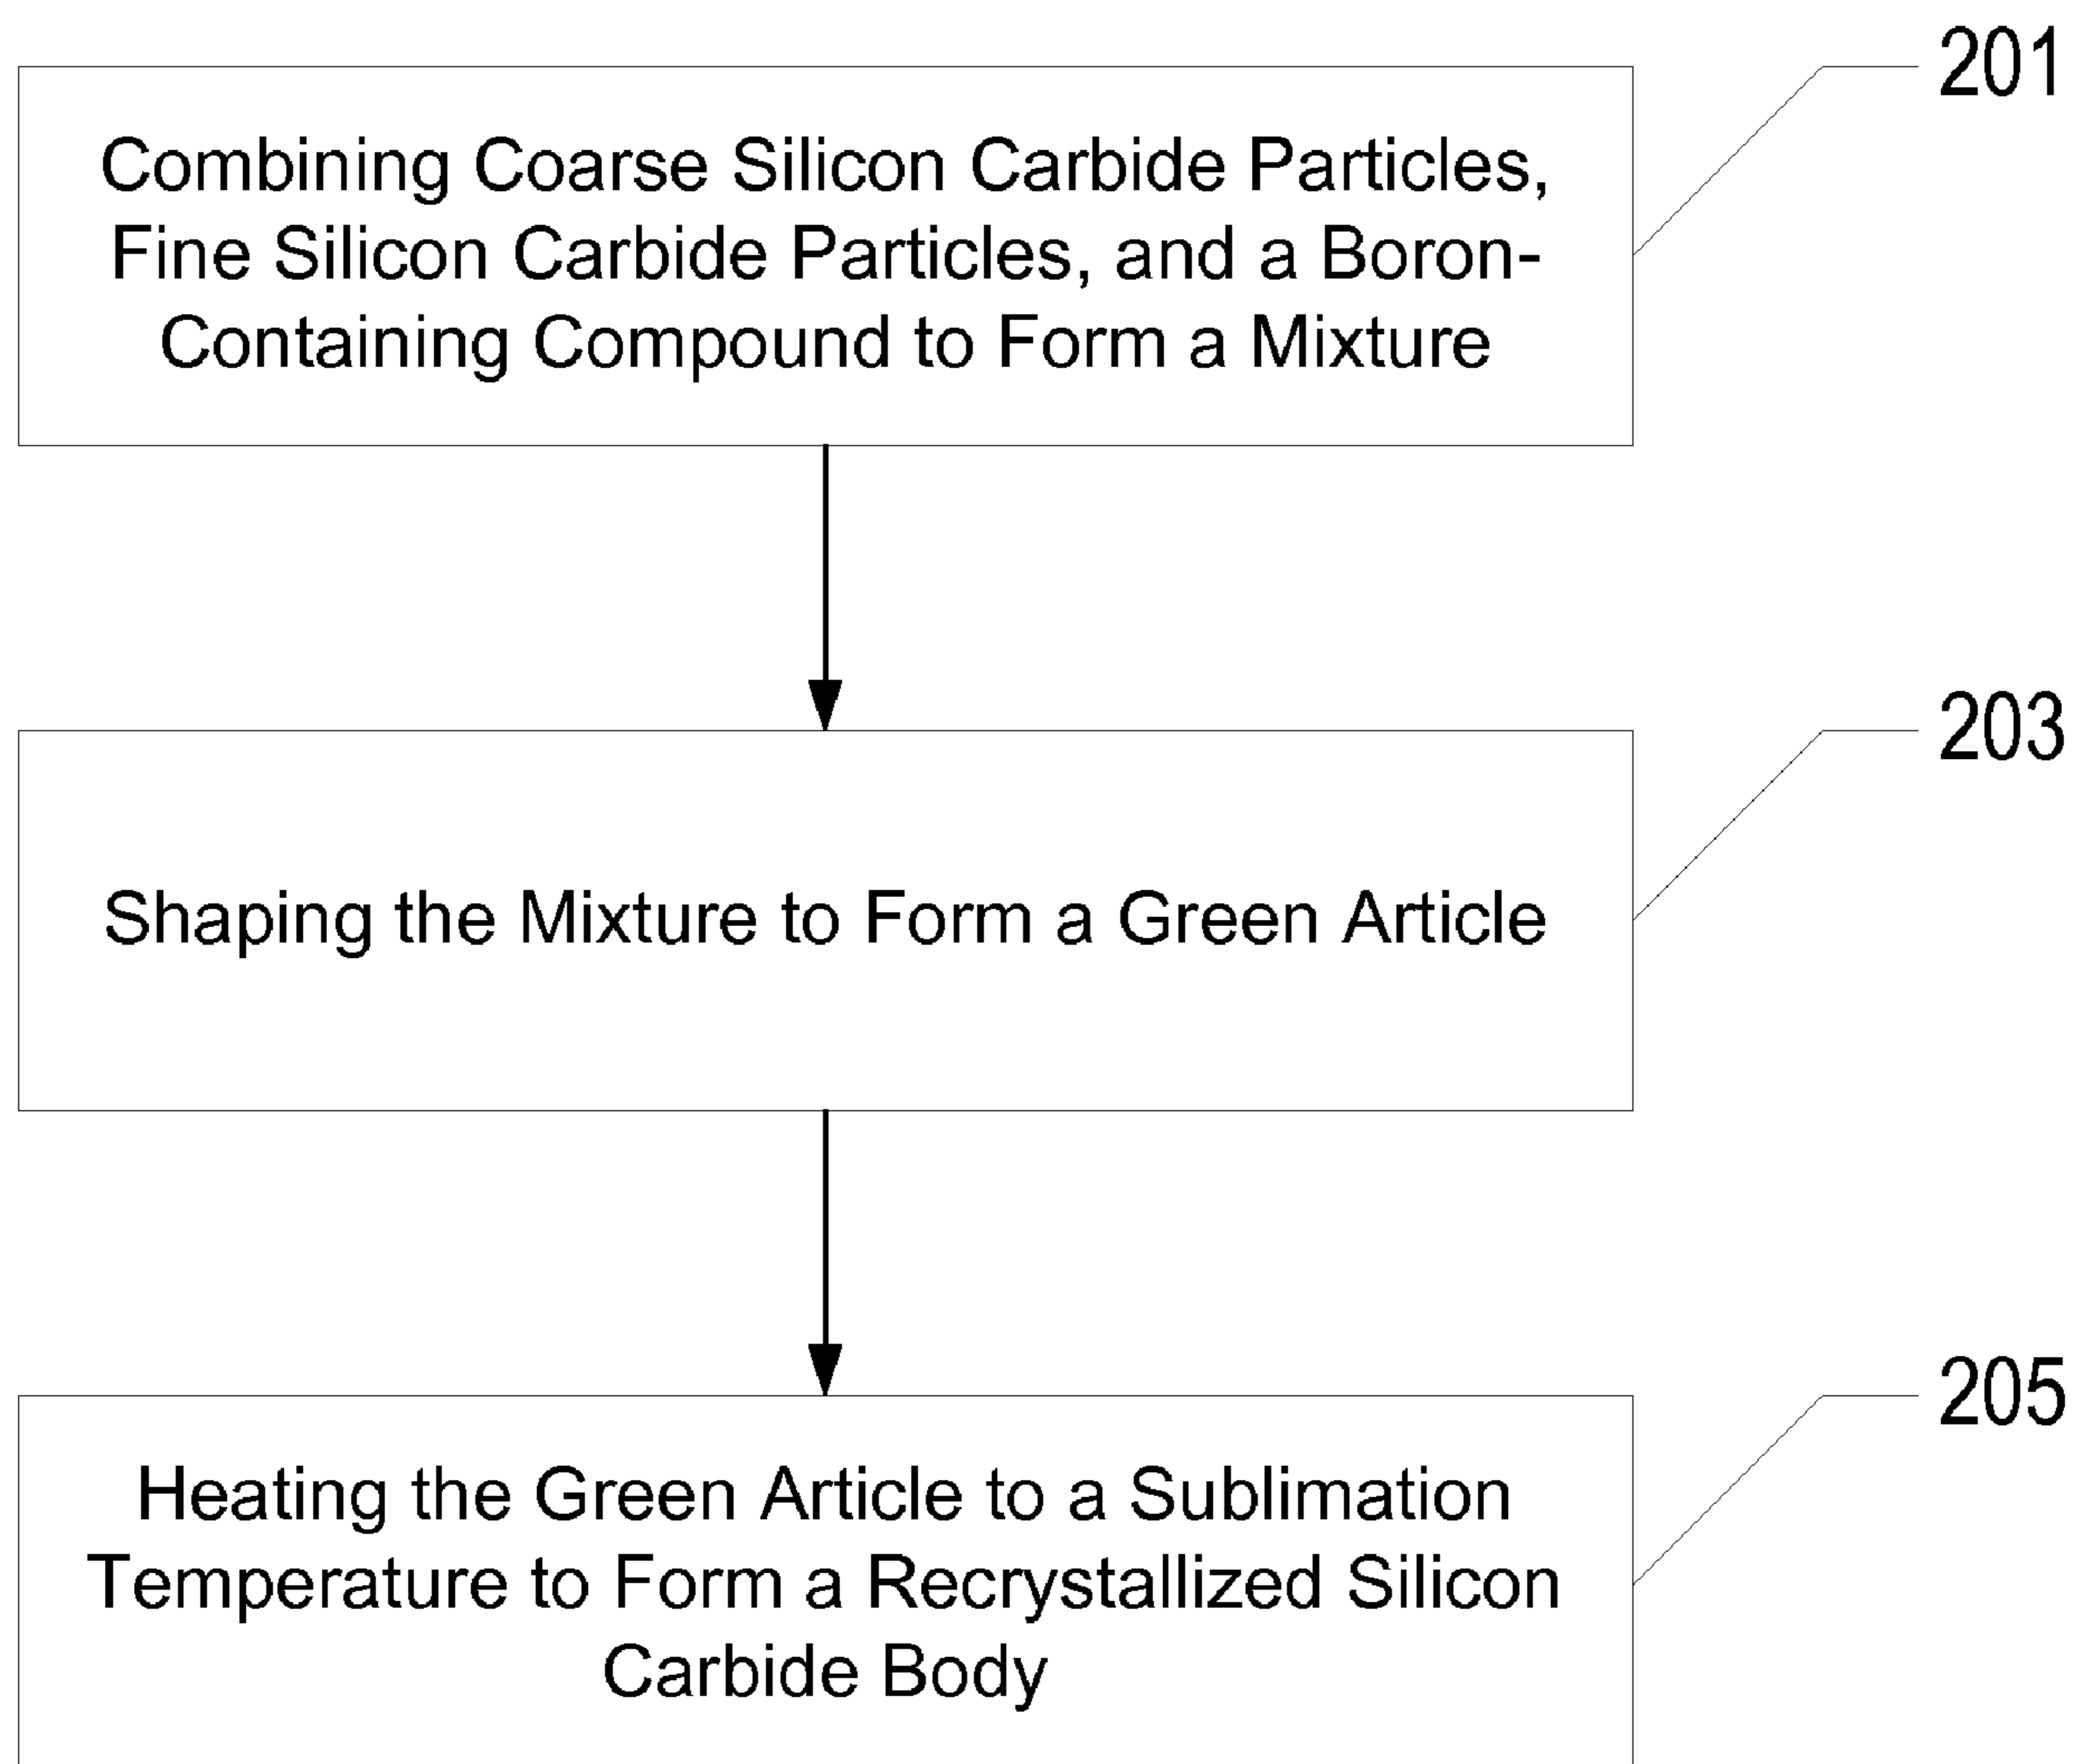 201
Combining Coarse Silicon Carbide Particles,
Fine Silicon Carbide Particles, and a Boron-
Containing Compound to Form a Mixture
203
Shaping the Mixture to Form a Green Article
205
Heating the Green Article to a Sublimation
Temperature to Form a Recrystallized Silicon
Carbide Body